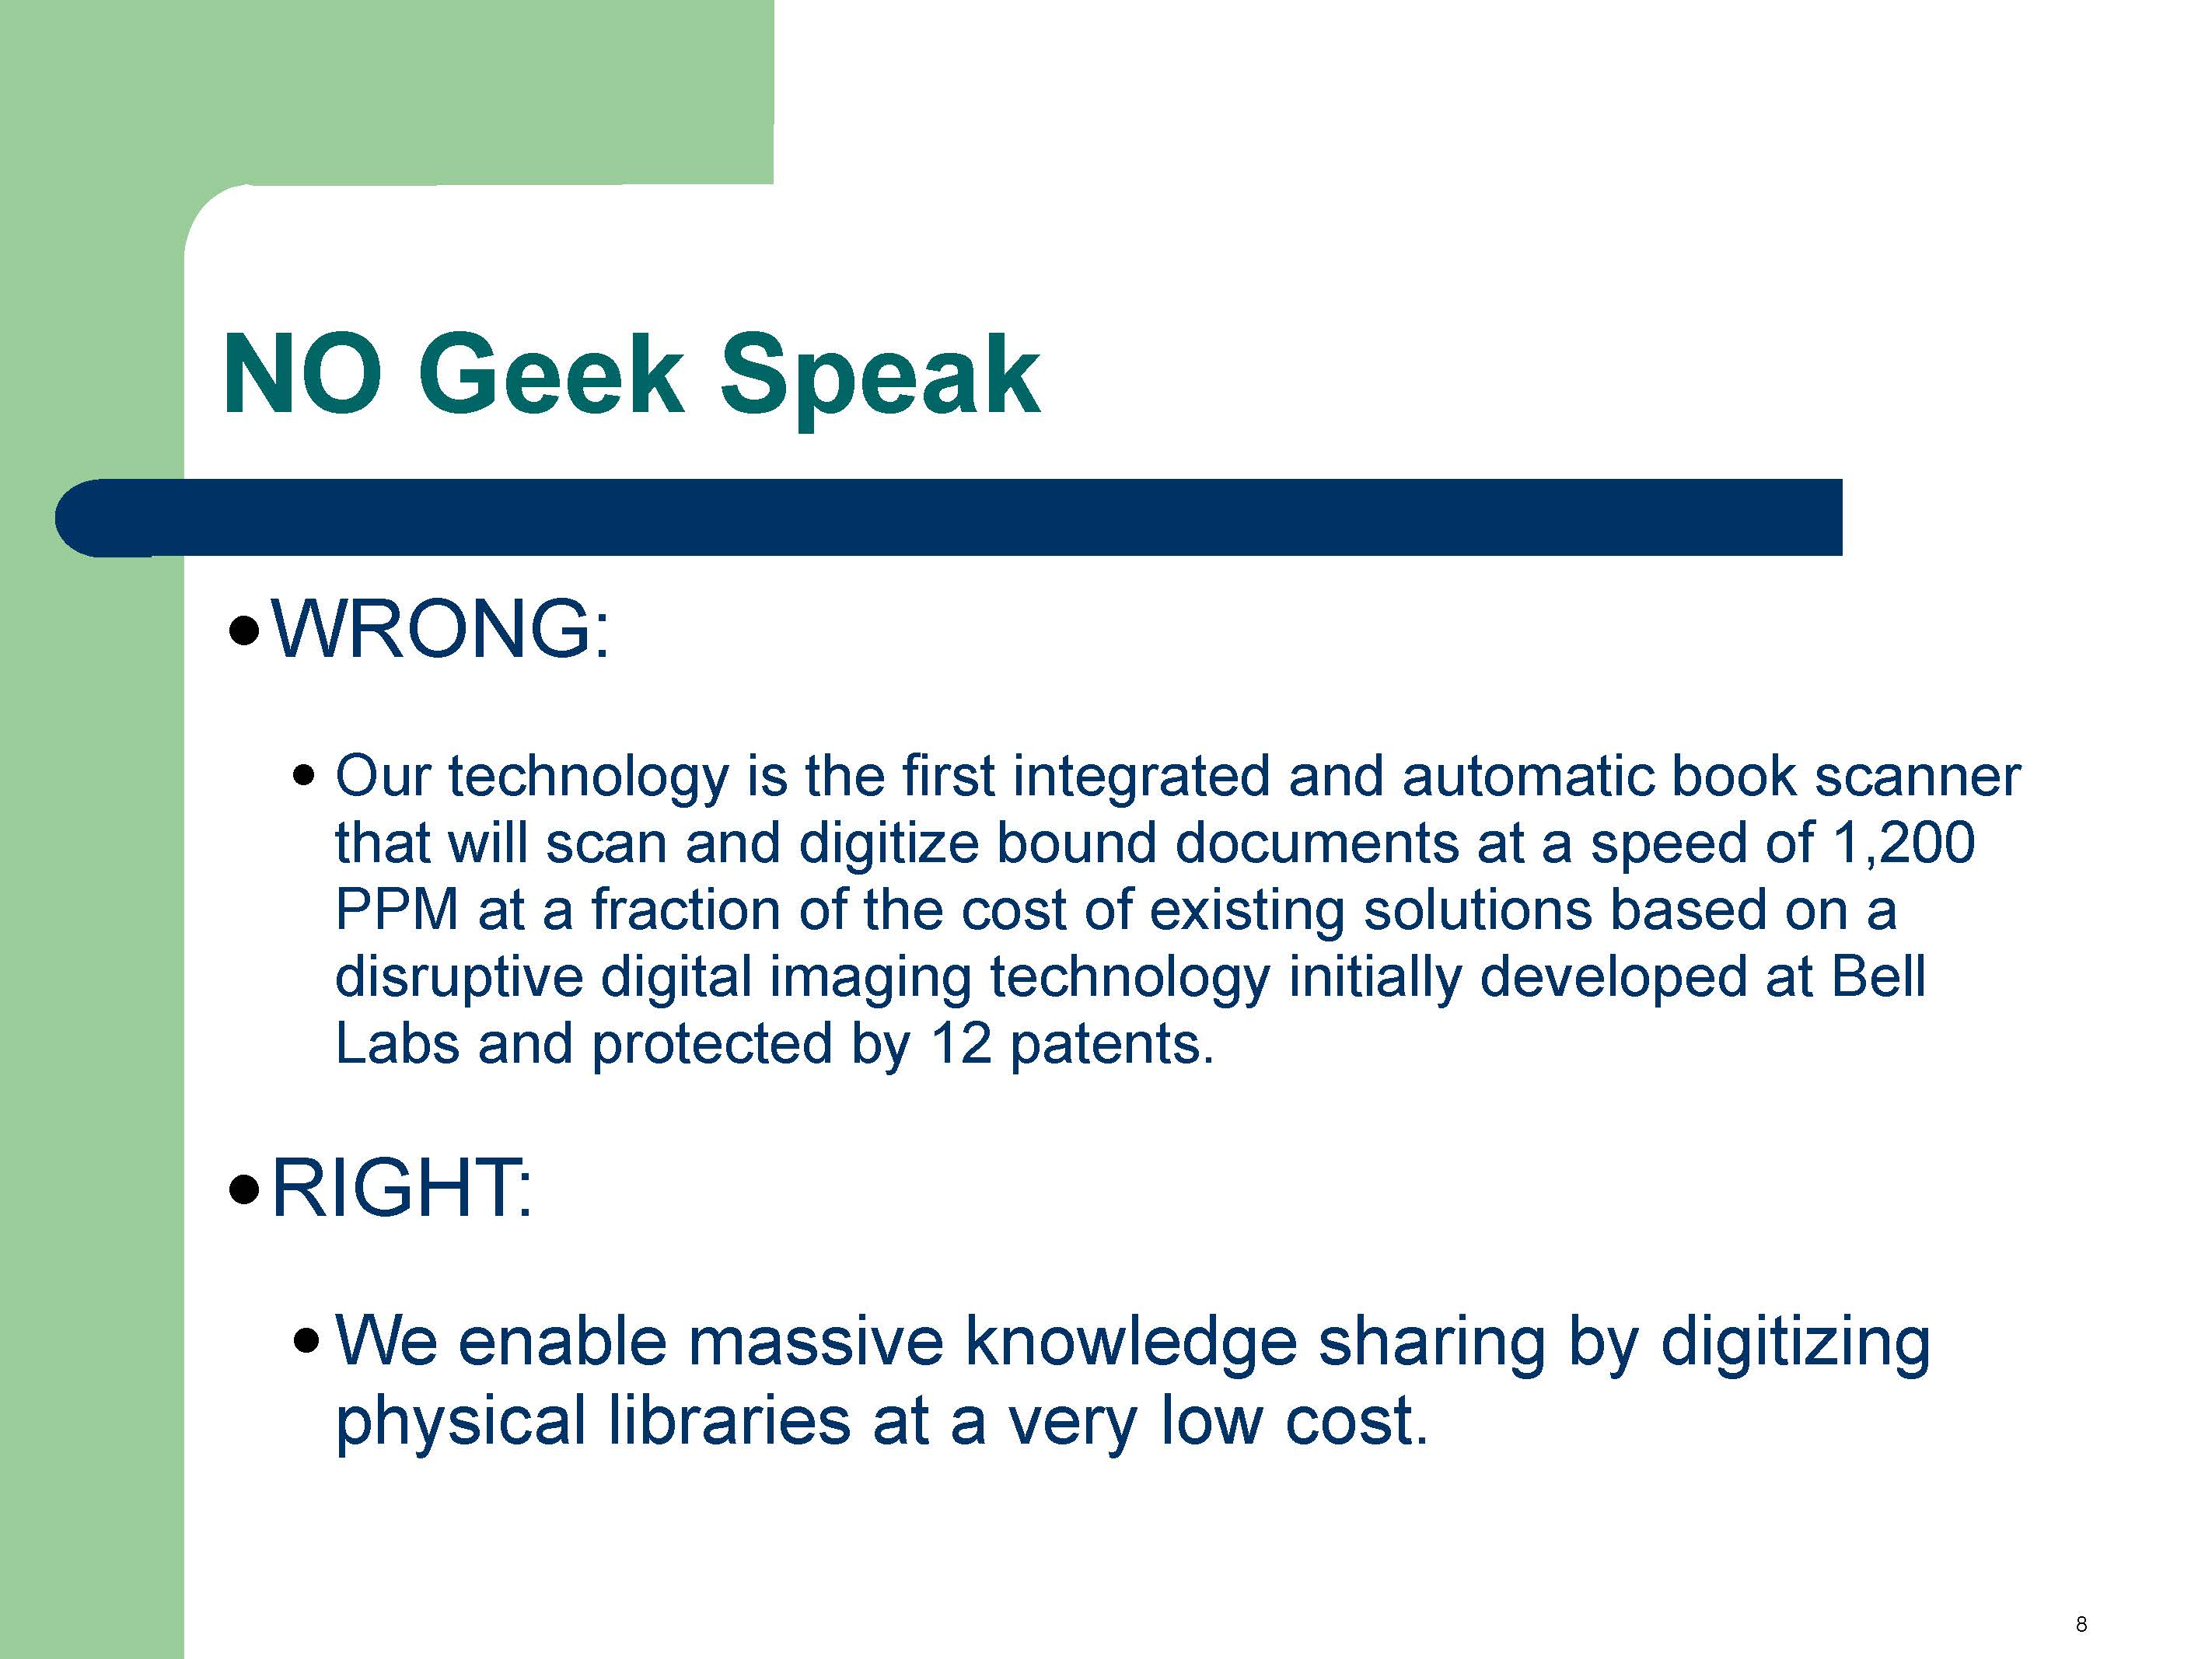 NO Geek Speak
•WRONG:
• Our technology is the first integrated and automatic book scanner
that will scan and digitize bound documents at a speed of 1,200
PPM at a fraction of the cost of existing solutions based on a
disruptive digital imaging technology initially developed at Bell
Labs and protected by 12 patents.
•RIGHT:
• We enable massive knowledge sharing by digitizing
physical libraries at a very low cost.
8